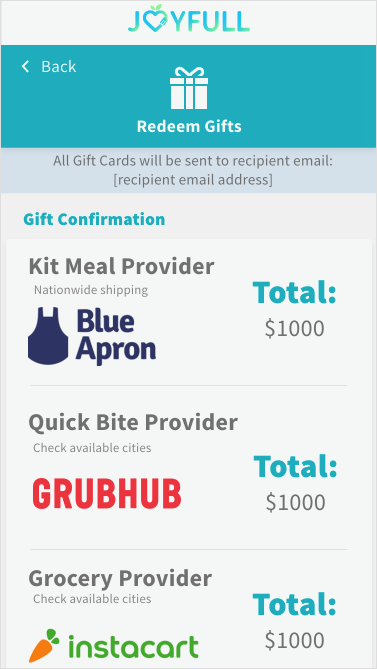 JOYFULL
Back
Redeem Gifts
All Gift Cards will be sent to recipient email:
[recipient email address]
Gift Confirmation
Kit Meal Provider
Nationwide shipping
Blue
Apron
Total:
$1000
Quick Bite Provider
Check available cities
GRUBHUB
Total:
$1000
Grocery Provider
Check available cities
instacart
Total:
$1000